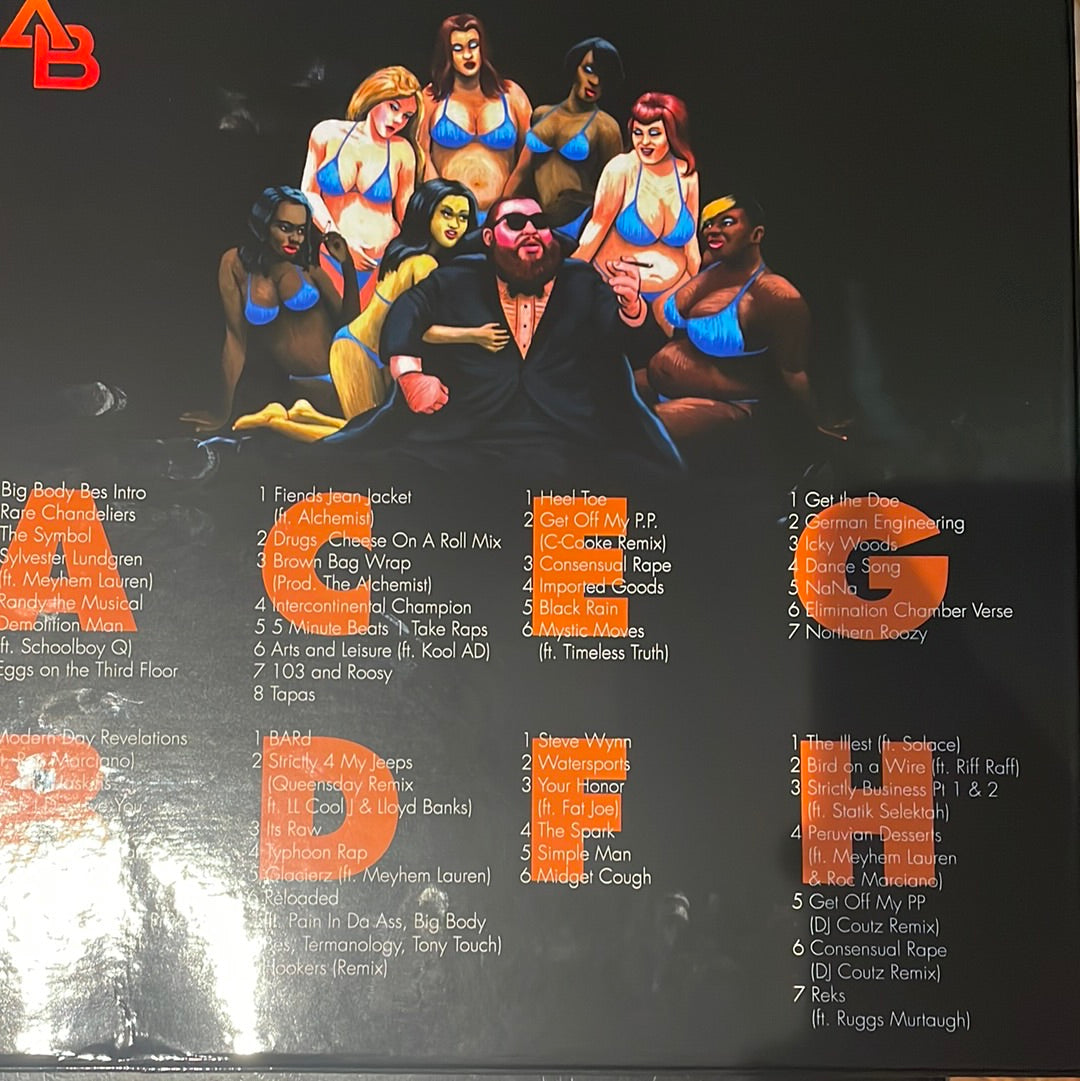 AB
A
Big Body Bes Intro
Rare Chandeliers
The Symbol
Sylvester Lundgren
(ft. Meyhem Lauren)
Randy the Musical
Demolition Man
ft. Schoolboy Q)
Eggs on the Third Floor
C
1 Fiends Jean Jacket
(ft. Alchemist)
2 Drugs Cheese On A Roll Mix
3 Brown Bag Wrap
(Prod. The Alchemist)
4 Intercontinental Champion
5 5 Minute Beats 1 Take Raps
6 Arts and Leisure (ft. Kool AD)
7 103 and Roosy
8 Tapas
E
1 Heel Toe
2 Get Off My P.P.
(C-Cooke Remix)
3 Consensual Rape
4 Imported Goods
5 Black Rain
6 Mystic Moves
(ft. Timeless Truth)
G
1 Get the Doe
2 German Engineering
3 Icky Woods
4 Dance Song
5 NaNa
6 Elimination Chamber Verse
7 Northern Roozy
B
Modern Day Revelations
Marciano)
You
D
1 BARd
2 Strictly 4 My Jeeps
(Queensday Remix
ft. LL Cool J & Lloyd Banks)
3 Its Raw
4 Typhoon Rap
5 Glacierz (ft. Meyhem Lauren)
Reloaded
ft. Pain In Da Ass, Big Body
Bes, Termanology, Tony Touch)
Hookers (Remix)
F
1 Steve Wynn
2 Watersports
3 Your Honor
(ft. Fat Joe)
4 The Spark
5 Simple Man
6 Midget Cough
H
1 The Illest (ft. Solace)
2 Bird on a Wire (ft. Riff Raff)
3 Strictly Business Pt 1 & 2
(ft. Statik Selektah)
4 Peruvian Desserts
(ft. Meyhem Lauren
& Roc Marciano)
5 Get Off My PP
(DJ Coutz Remix)
6 Consensual Rape
(DJ Coutz Remix)
7 Reks
(ft. Ruggs Murtaugh)